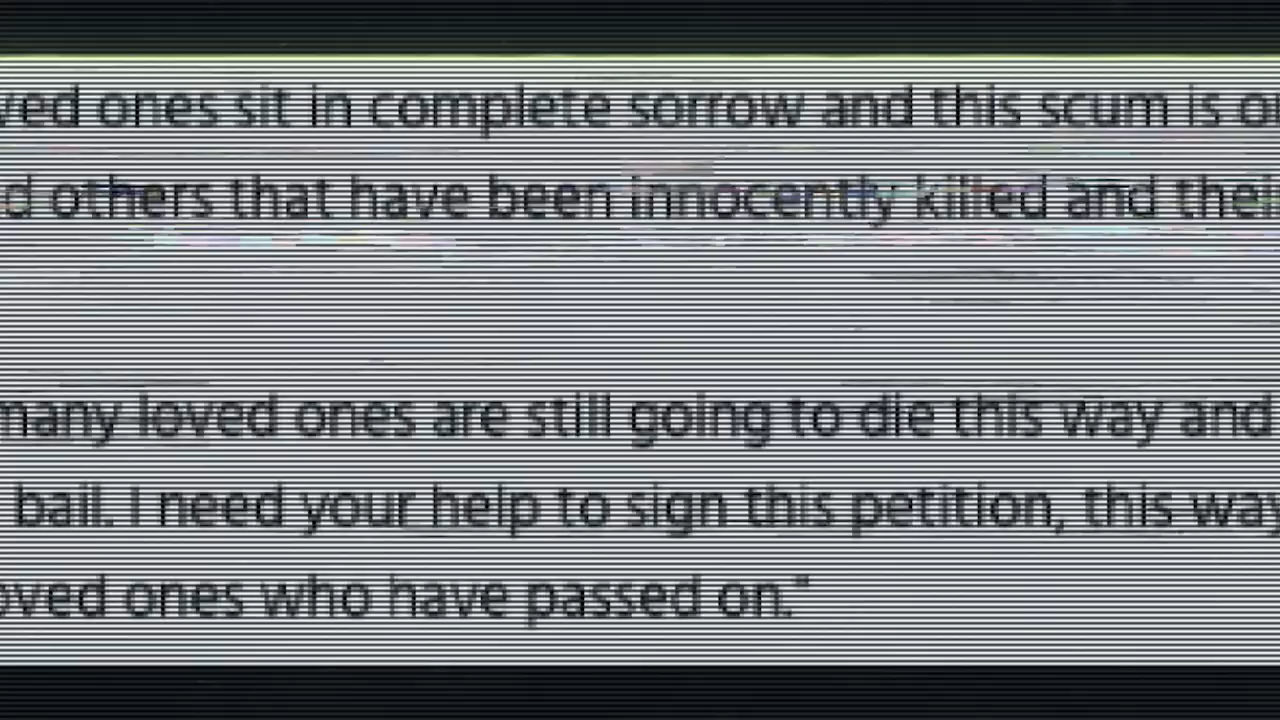 ved ones sit in complete sorrow and this scum is o
d others that have been innocently killed and thei
many loved ones are still going to die this way and
bail. I need your help to sign this petition, this way
oved ones who have passed on."